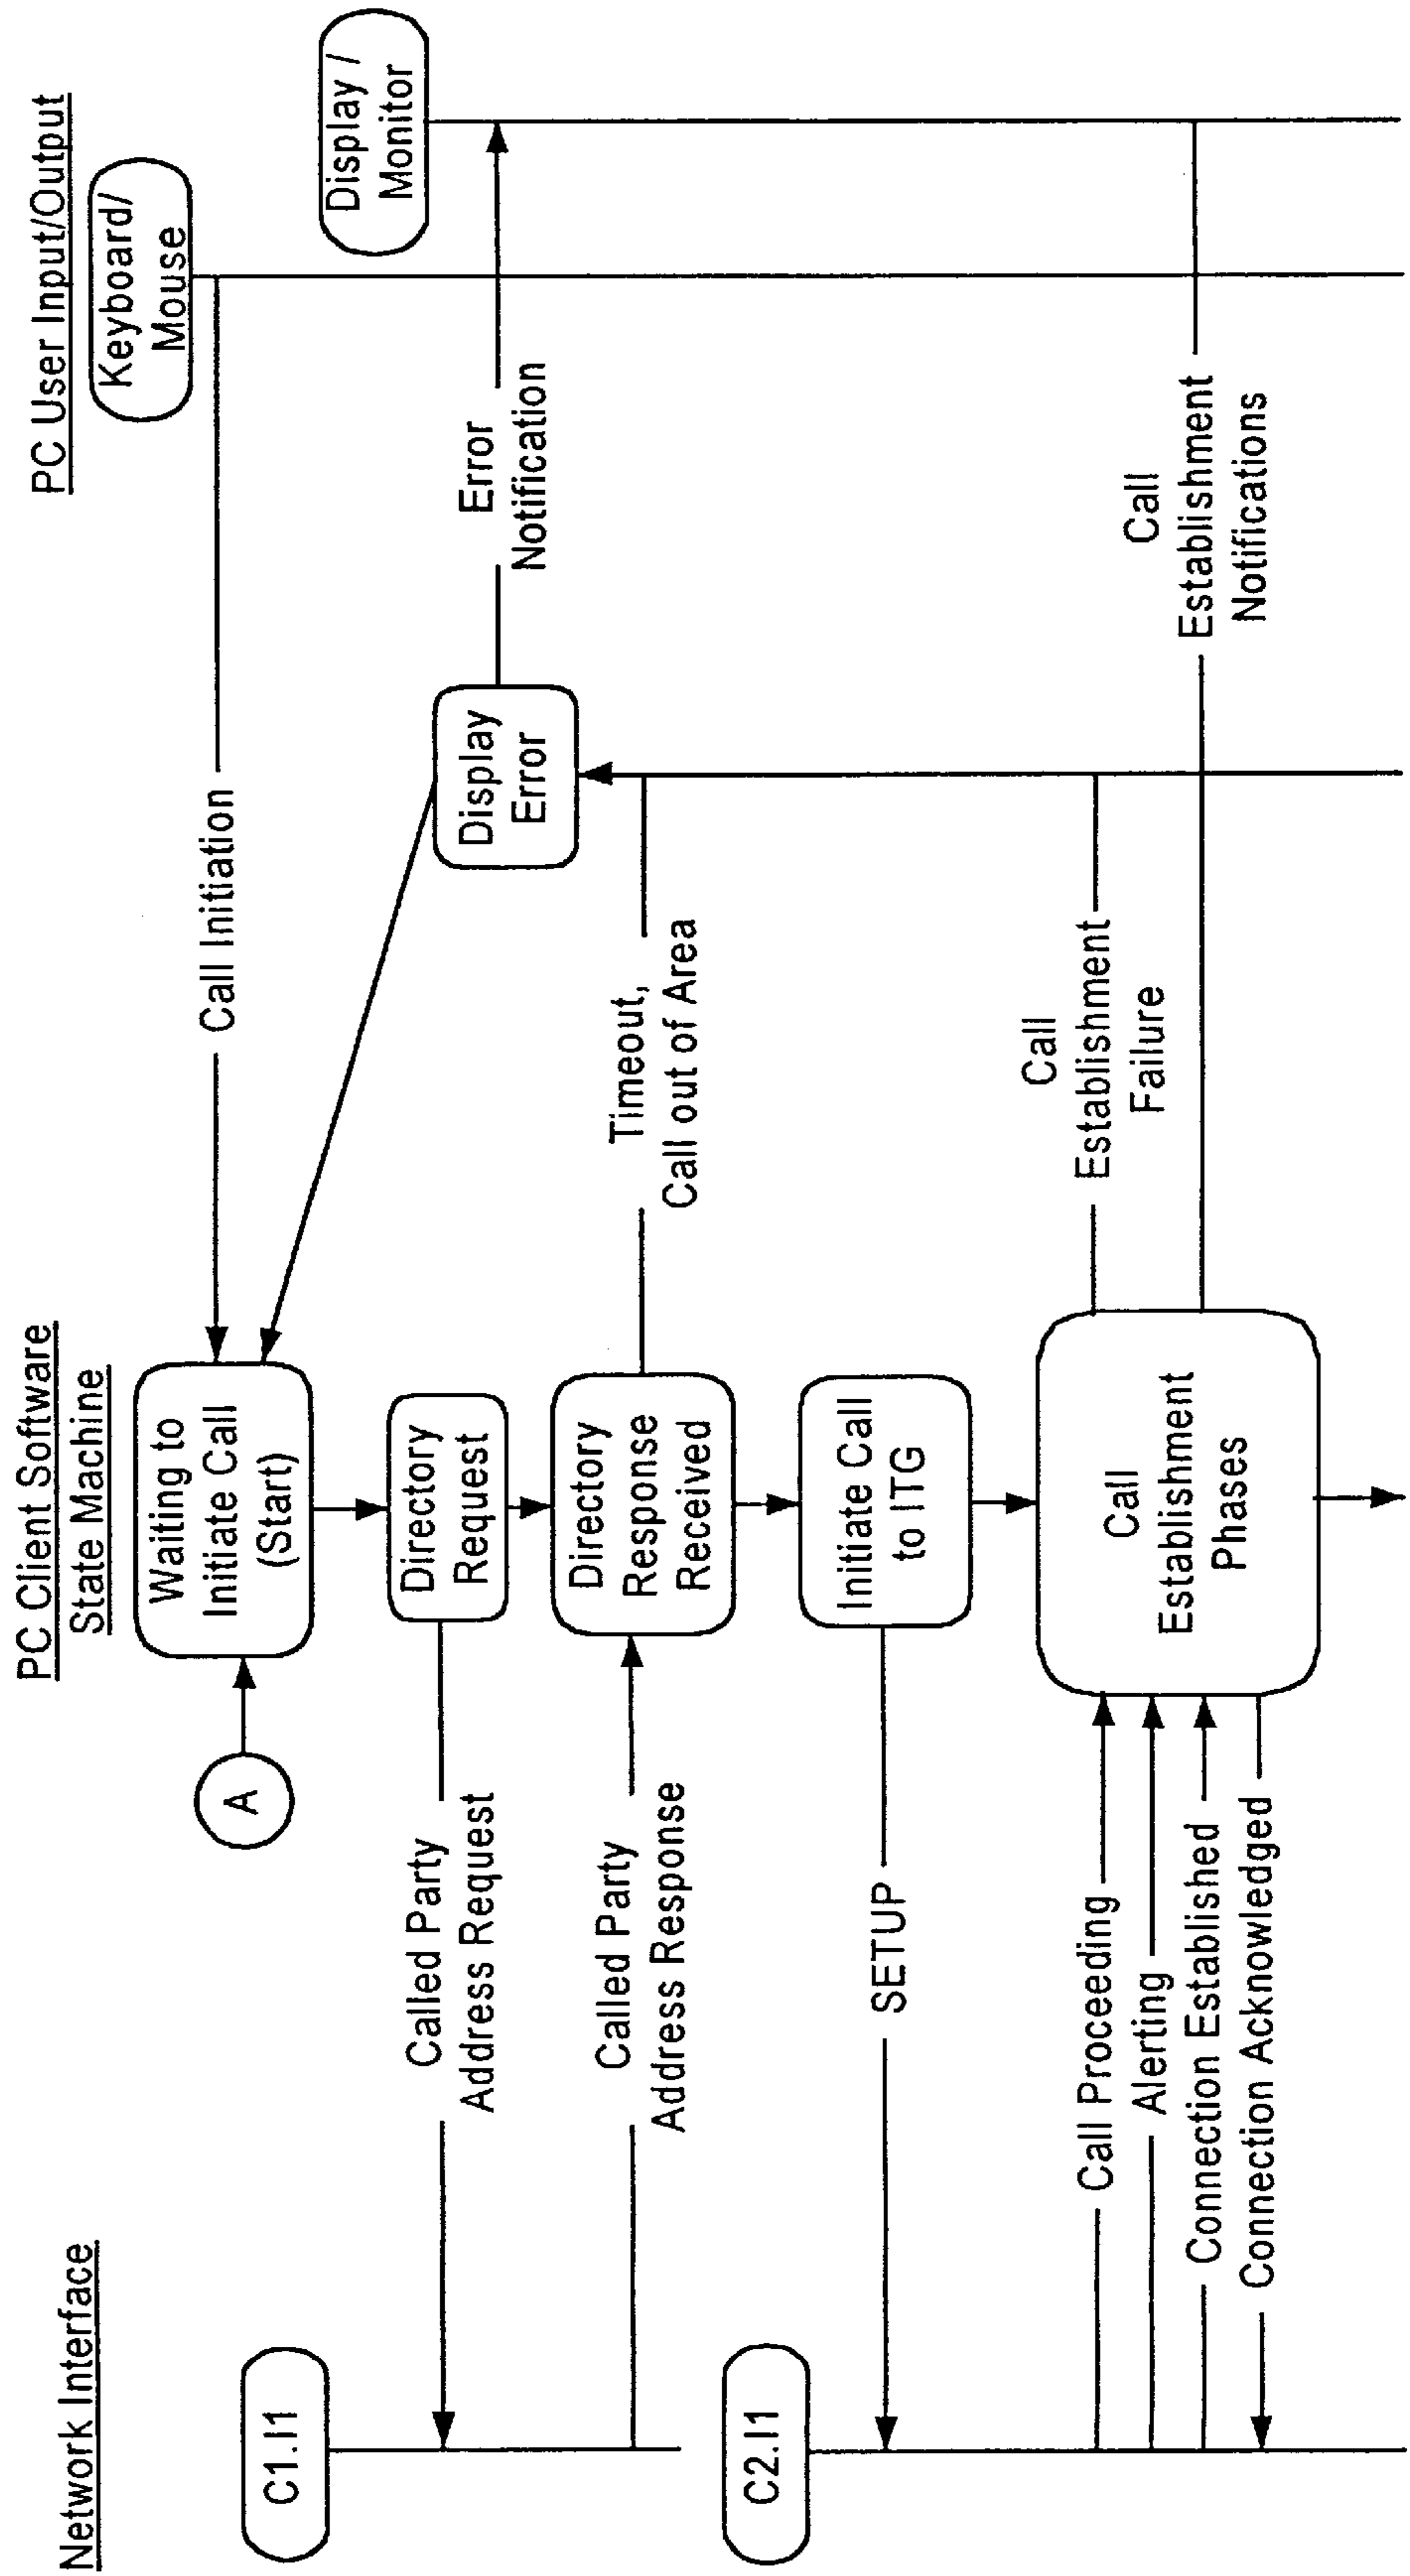 Network Interface
PC Client Software
State Machine
PC User Input/Output
Keyboard/
Mouse
Display /
Monitor
C1.I1
A
Waiting to
Initiate Call
(Start)
Call Initiation
Called Party
Address Request
Directory
Request
Display
Error
Error
Notification
Called Party
Address Response
Directory
Response
Received
Timeout,
Call out of Area
C2.I1
SETUP
Initiate Call
to ITG
Call Proceeding
Alerting
Connection Established
Connection Acknowledged
Call
Establishment
Phases
Call
Establishment
Failure
Call
Establishment
Notifications